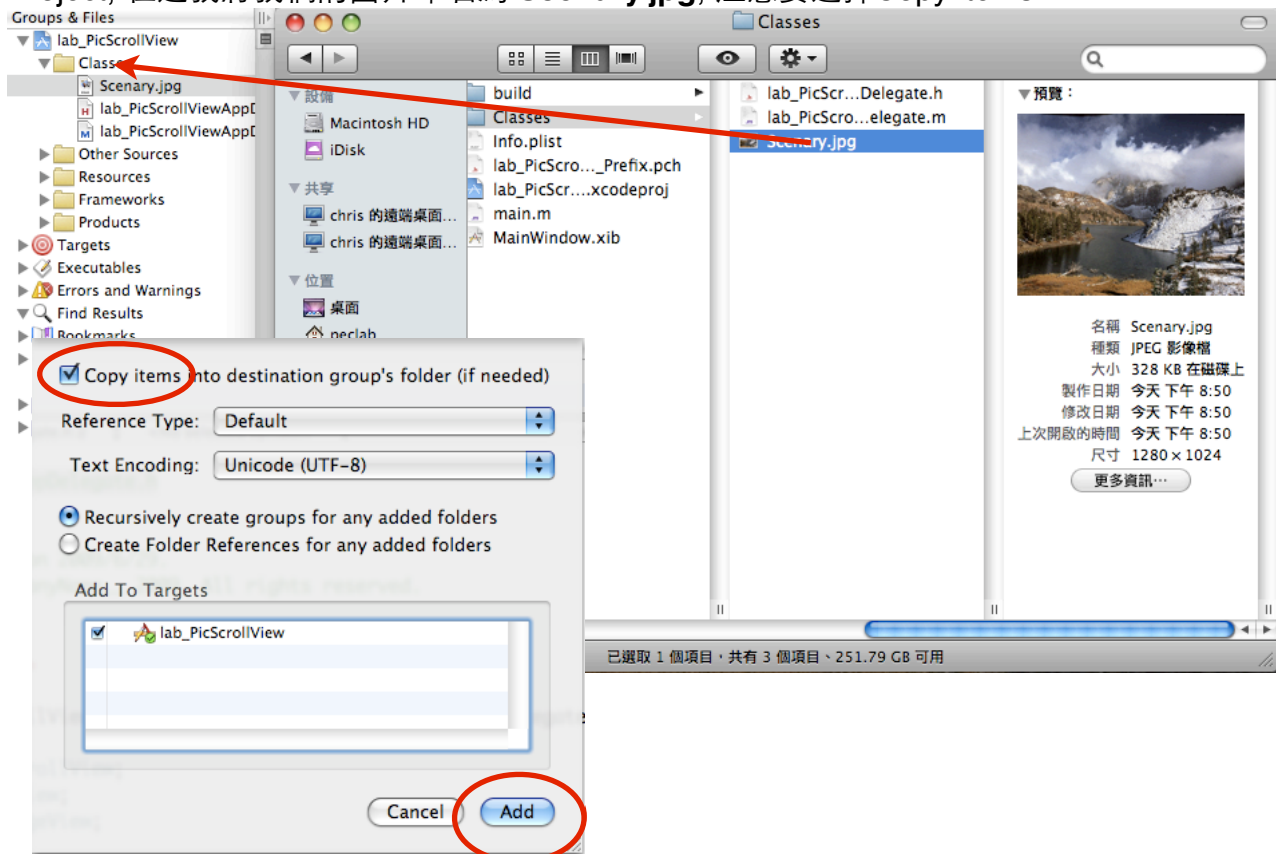 Groups & Files
lab_PicScrollView
Scenary.jpg
lab_PicScrollViewAppD
lab_PicScrollViewAppD
Other Sources
Resources
Frameworks
Products
Targets
Executables
Errors and Warnings
Find Results
Bookmarks
Classes
設備
Macintosh HD
iDisk
共享
chris 的遠端桌面...
chris 的遠端桌面...
位置
桌面
neclab
build
Classes
Info.plist
lab_PicScro..._Prefix.pch
lab_PicScr....xcodeproj
main.m
MainWindow.xib
lab_PicScr...Delegate.h
lab_PicScro...elegate.m
Scenary.jpg
預覽：
名稱 Scenary.jpg
種類 JPEG 影像檔
大小 328 KB 在磁碟上
製作日期 今天 下午 8:50
修改日期 今天 下午 8:50
上次開啟的時間 今天 下午 8:50
尺寸 1280 × 1024
更多資訊⋯
已選取 1 個項目，共有 3 個項目、251.79 GB 可用
Copy items into destination group's folder (if needed)
Reference Type: Default
Text Encoding: Unicode (UTF-8)
Recursively create groups for any added folders
Create Folder References for any added folders
Add To Targets
lab_PicScrollView
Cancel Add